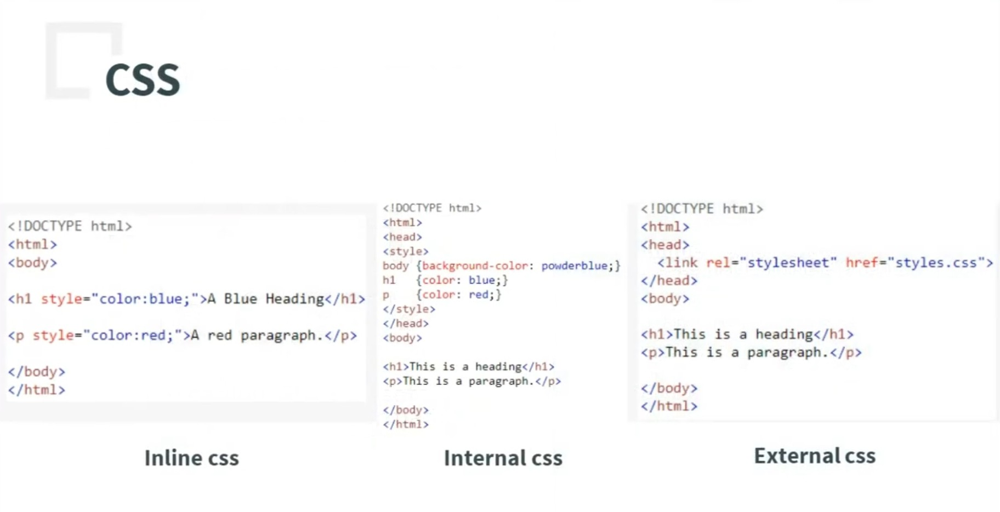 CSS
<!DOCTYPE html>
<html>
<body>
<h1 style="color:blue;">A Blue Heading</h1>
<p style="color:red;">A red paragraph.</p>
</body>
</html>
Inline css
<!DOCTYPE html>
<html>
<head>
<style>
body {background-color: powderblue;}
h1   {color: blue;}
p    {color: red;}
</style>
</head>
<body>
<h1>This is a heading</h1>
<p>This is a paragraph.</p>
</body>
</html>
Internal css
<!DOCTYPE html>
<html>
<head>
  <link rel="stylesheet" href="styles.css">
</head>
<body>
<h1>This is a heading</h1>
<p>This is a paragraph.</p>
</body>
</html>
External css